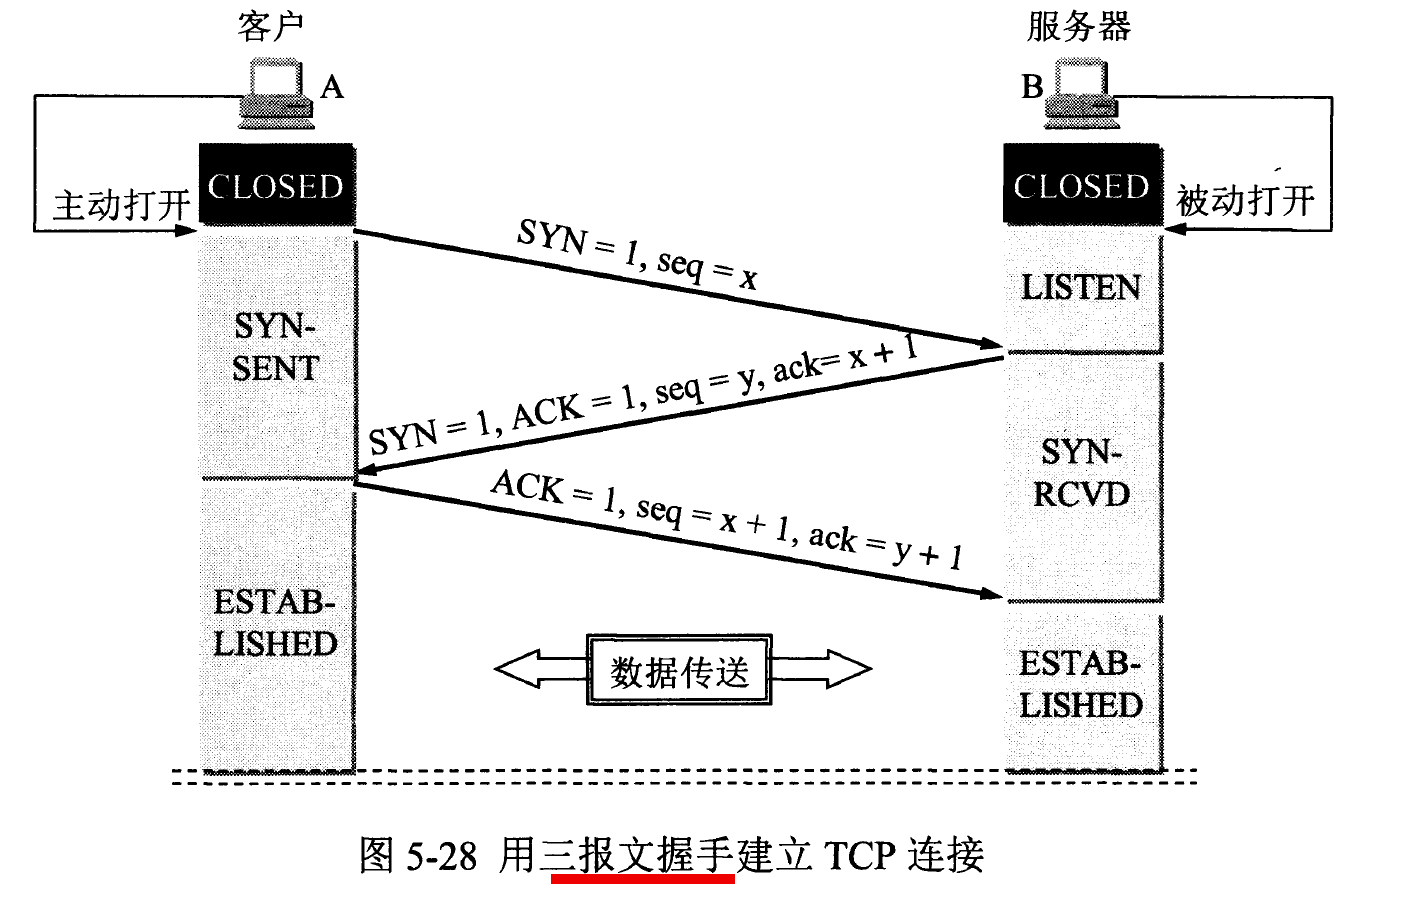 客户
服务器
A
B
CLOSED
CLOSED
主动打开
被动打开
SYN = 1, seq = x
LISTEN
SYN-
SENT
SYN = 1, ACK = 1, seq = y, ack= x + 1
SYN-
RCVD
ACK = 1, seq = x + 1, ack = y + 1
ESTAB-
LISHED
数据传送
ESTAB-
LISHED
图 5-28 用三报文握手建立 TCP 连接